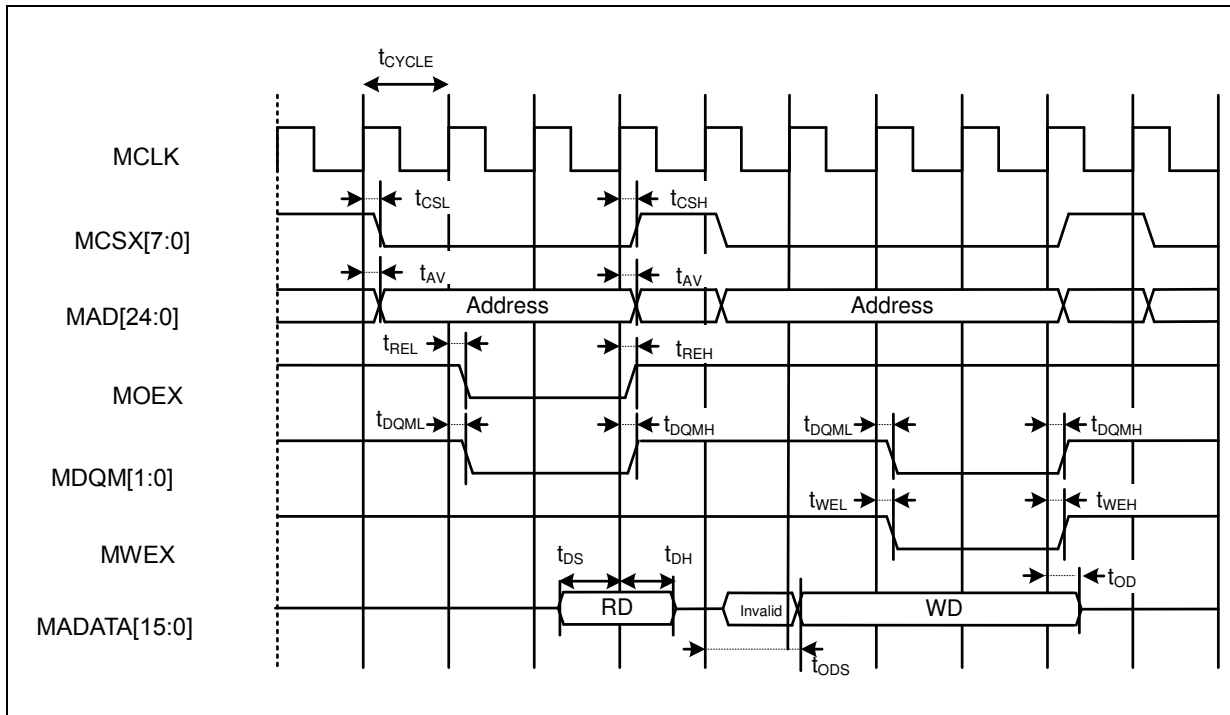 tCYCLE
MCLK
tCSL
tCSH
MCSX[7:0]
tAV
tAV
MAD[24:0]
Address
Address
tREL
tREH
MOEX
tDQML
tDQMH
tDQML
tDQMH
MDQM[1:0]
tWEL
tWEH
MWEX
tDS
tDH
tOD
RD
Invalid
WD
MADATA[15:0]
tODS